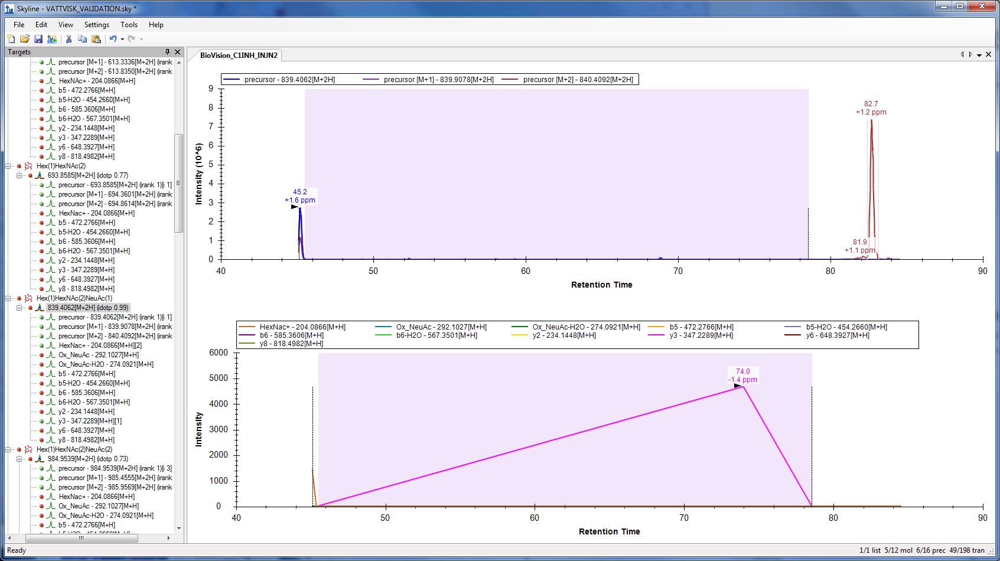 Skyline - VATTVISK_VALIDATION.sky *
File Edit View Settings Tools Help
Targets
precursor [M+1] - 613.3336[M+2H] (irank
precursor [M+2] - 613.8350[M+2H] (irank
HexNAc+ - 204.0866[M+H]
b5 - 472.2766[M+H]
b5-H2O - 454.2660[M+H]
b6 - 585.3606[M+H]
b6-H2O - 567.3501[M+H]
y2 - 234.1448[M+H]
y3 - 347.2289[M+H]
y6 - 648.3927[M+H]
y8 - 818.4982[M+H]
Hex(1)HexNAc(2)
693.8585[M+2H] (idotp 0.77)
precursor - 693.8585[M+2H] (irank 1)[i 1]
precursor [M+1] - 694.3601[M+2H] (irank
precursor [M+2] - 694.8614[M+2H] (irank
HexNac+ - 204.0866[M+H]
b5 - 472.2766[M+H]
b5-H2O - 454.2660[M+H]
b6 - 585.3606[M+H]
b6-H2O - 567.3501[M+H]
y2 - 234.1448[M+H]
y3 - 347.2289[M+H]
y6 - 648.3927[M+H]
y8 - 818.4982[M+H]
Hex(1)HexNAc(2)NeuAc(1)
839.4062[M+2H] (idotp 0.99)
precursor - 839.4062[M+2H] (irank 1)[i 1]
precursor [M+1] - 839.9078[M+2H] (irank
precursor [M+2] - 840.4092[M+2H] (irank
HexNac+ - 204.0866[M+H][2]
Ox_NeuAc - 292.1027[M+H]
Ox_NeuAc-H2O - 274.0921[M+H]
b5 - 472.2766[M+H]
b5-H2O - 454.2660[M+H]
b6 - 585.3606[M+H]
b6-H2O - 567.3501[M+H]
y2 - 234.1448[M+H]
y3 - 347.2289[M+H][1]
y6 - 648.3927[M+H]
y8 - 818.4982[M+H]
Hex(1)HexNAc(2)NeuAc(2)
984.9539[M+2H] (idotp 0.73)
precursor - 984.9539[M+2H] (irank 1)[i 3]
precursor [M+1] - 985.4555[M+2H] (irank
precursor [M+2] - 985.9569[M+2H] (irank
HexNac+ - 204.0866[M+H]
Ox_NeuAc - 292.1027[M+H]
Ox_NeuAc-H2O - 274.0921[M+H]
b5 - 472.2766[M+H]
BioVision_C1INH_INJN2
precursor - 839.4062[M+2H] precursor [M+1] - 839.9078[M+2H] precursor [M+2] - 840.4092[M+2H]
9
8
7
6
5
4
3
2
1
0
Intensity (10^6)
45.2
+1.6 ppm
82.7
+1.2 ppm
81.9
+1.1 ppm
40 50 60 70 80 90
Retention Time
HexNac+ - 204.0866[M+H] Ox_NeuAc - 292.1027[M+H] Ox_NeuAc-H2O - 274.0921[M+H] b5 - 472.2766[M+H] b5-H2O - 454.2660[M+H]
b6 - 585.3606[M+H] b6-H2O - 567.3501[M+H] y2 - 234.1448[M+H] y3 - 347.2289[M+H] y6 - 648.3927[M+H]
y8 - 818.4982[M+H]
6000
5000
4000
3000
2000
1000
0
Intensity
74.0
-1.4 ppm
40 50 60 70 80 90
Retention Time
Ready
1/1 list 5/12 mol 6/16 prec 49/198 tran